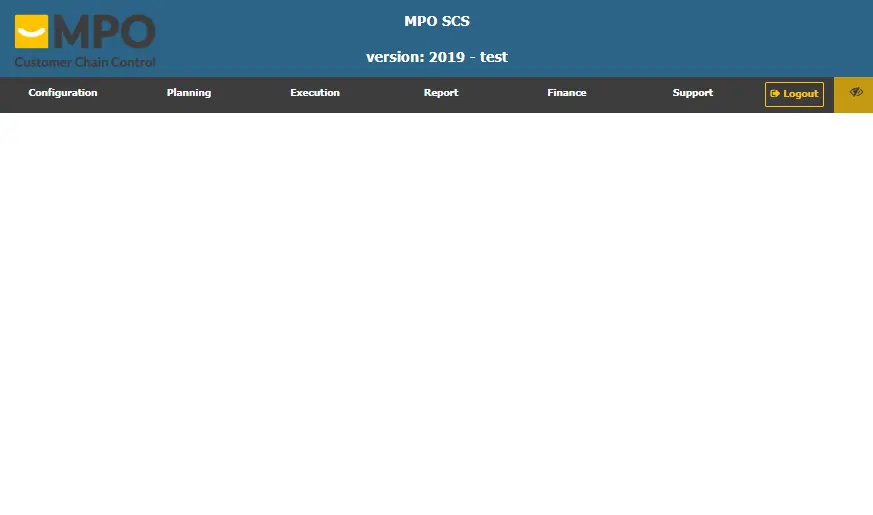 MPO
Customer Chain Control
MPO SCS
version: 2019 - test
Configuration
Planning
Execution
Report
Finance
Support
Logout